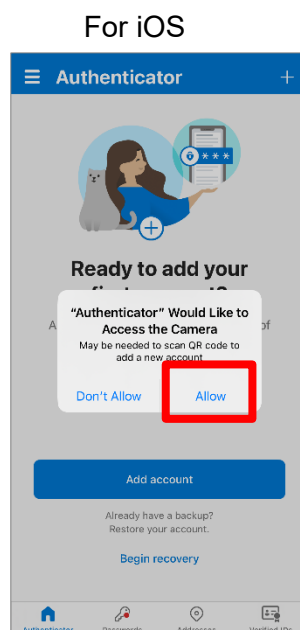 For iOS
Authenticator
Ready to add your
"Authenticator" Would Like to
Access the Camera
May be needed to scan QR code to
add a new account
Don't Allow
Allow
Add account
Already have a backup?
Restore your account.
Begin recovery
Authenticator
Passwords
Addresses
Verified IDs